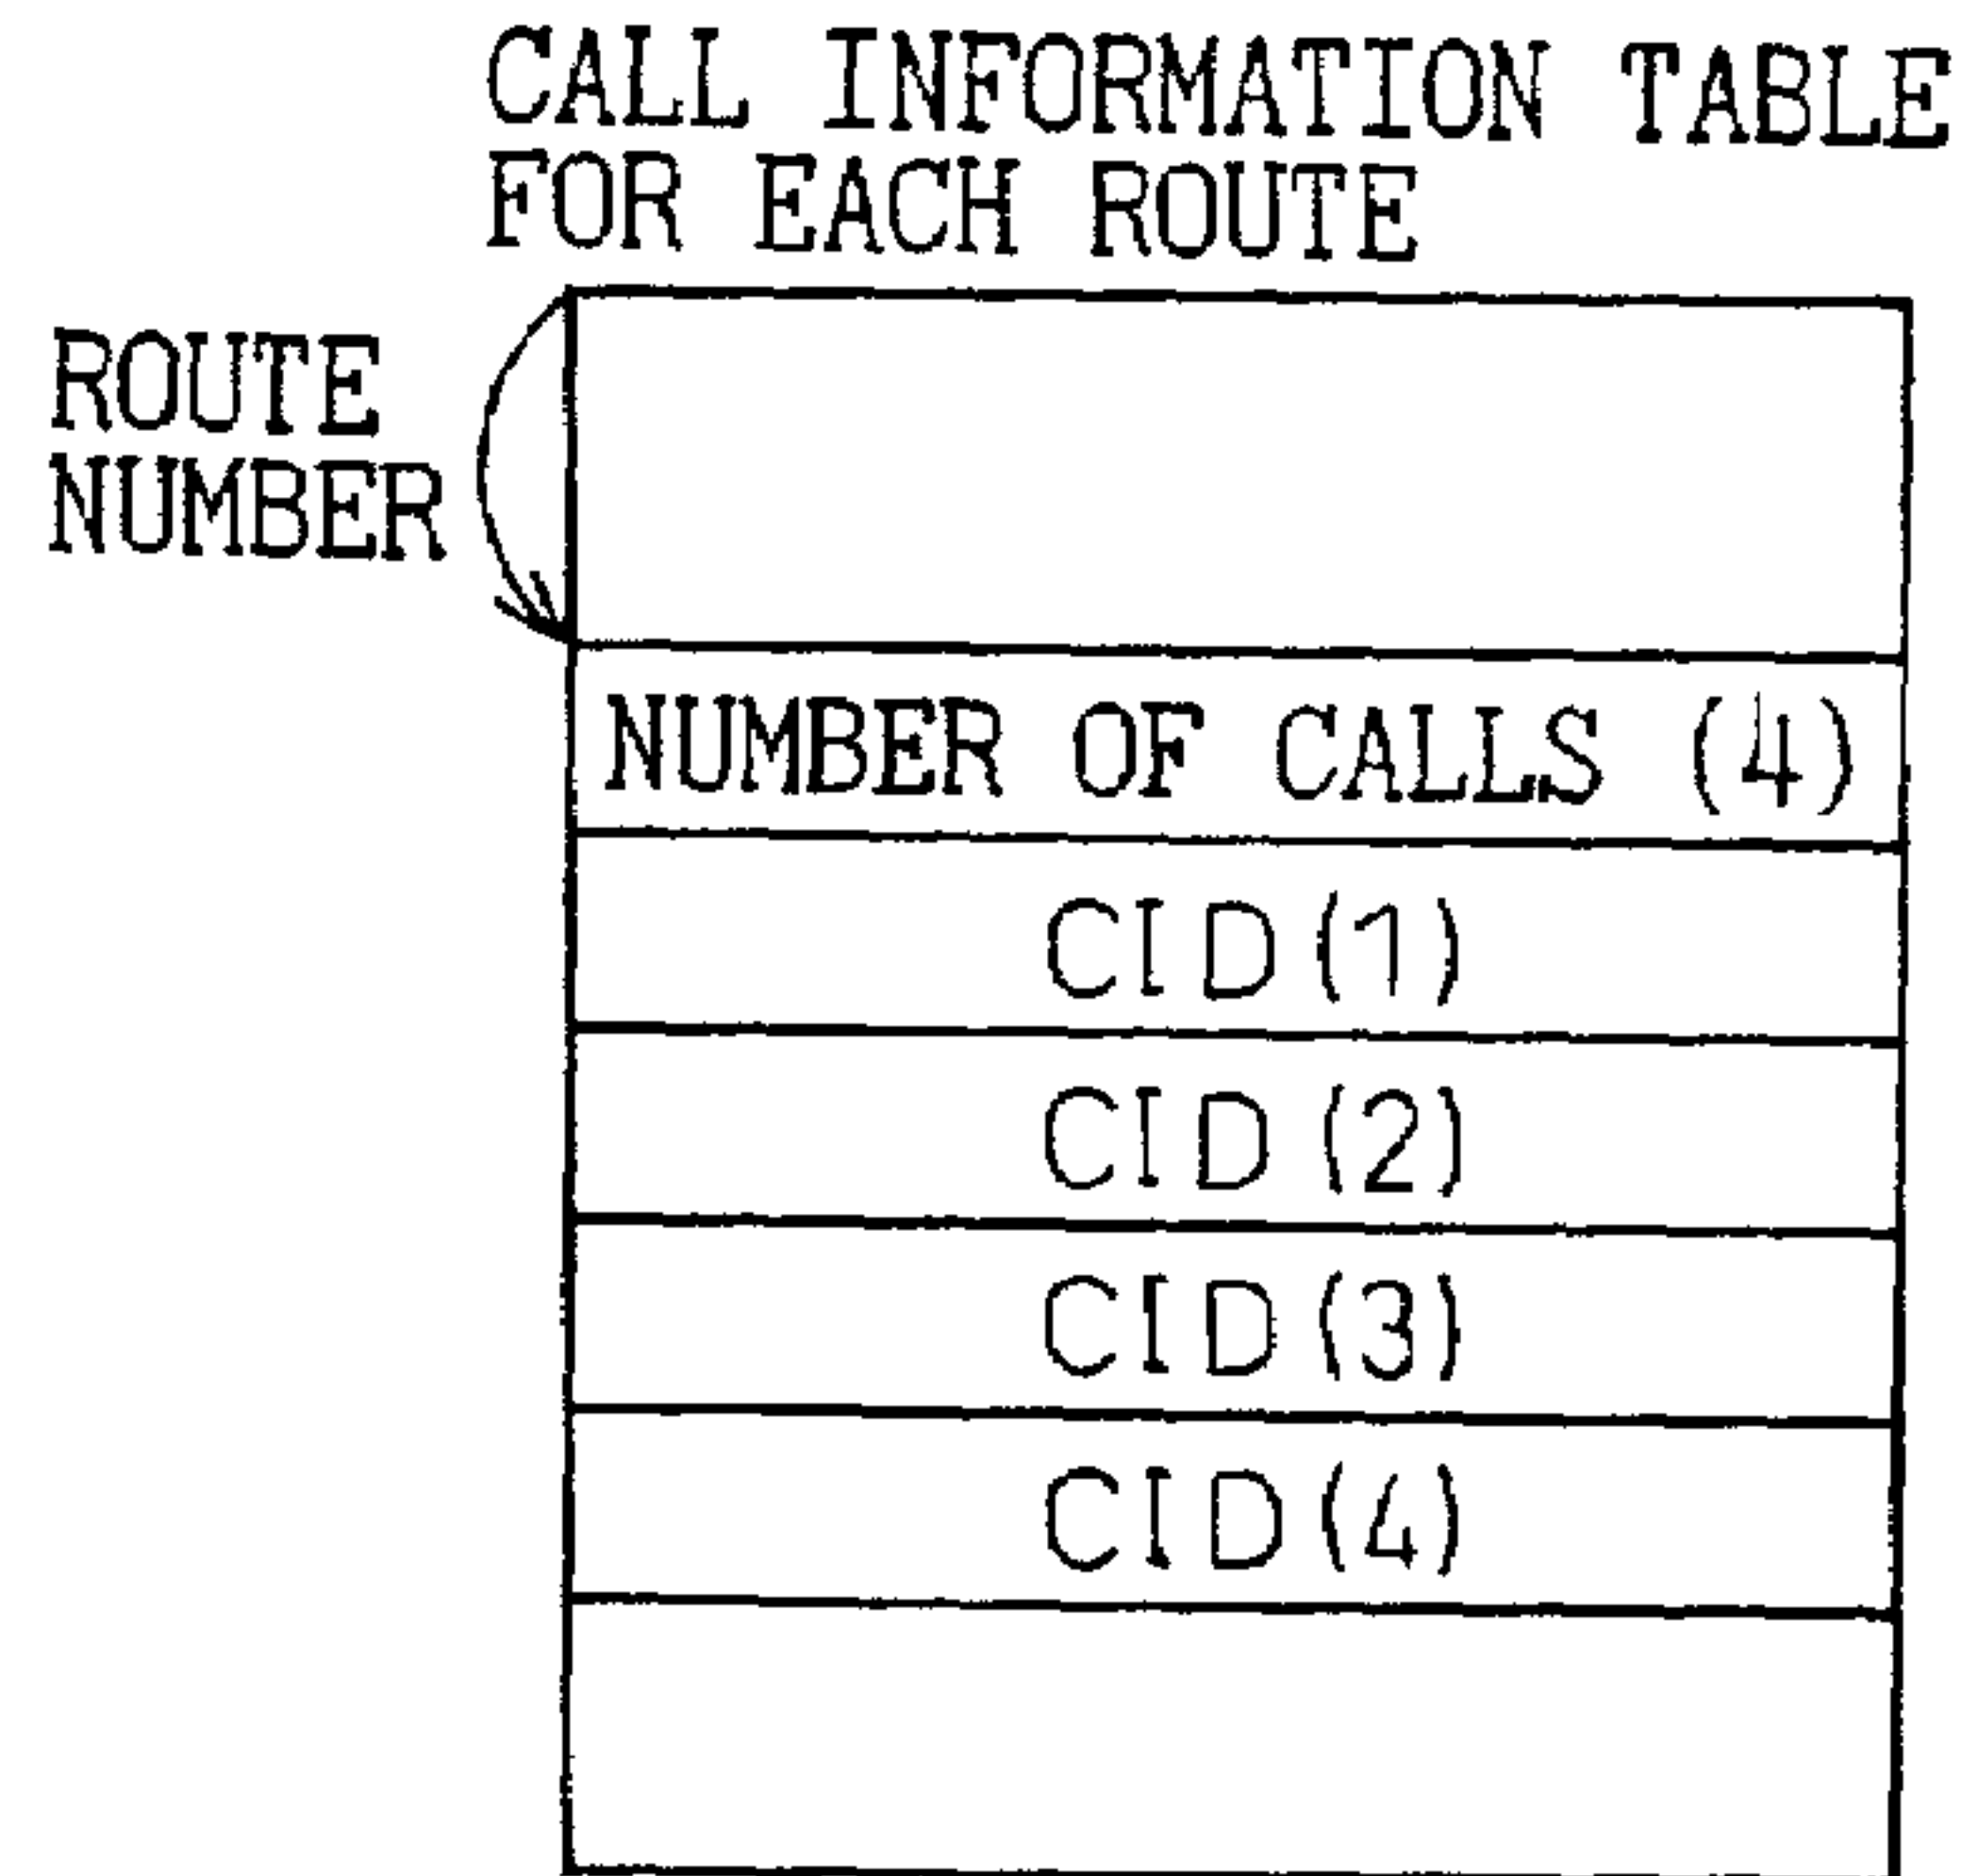 CALL INFORMATION TABLE
FOR EACH ROUTE
ROUTE
NUMBER
NUMBER OF CALLS (4)
CID(1)
CID(2)
CID(3)
CID(4)